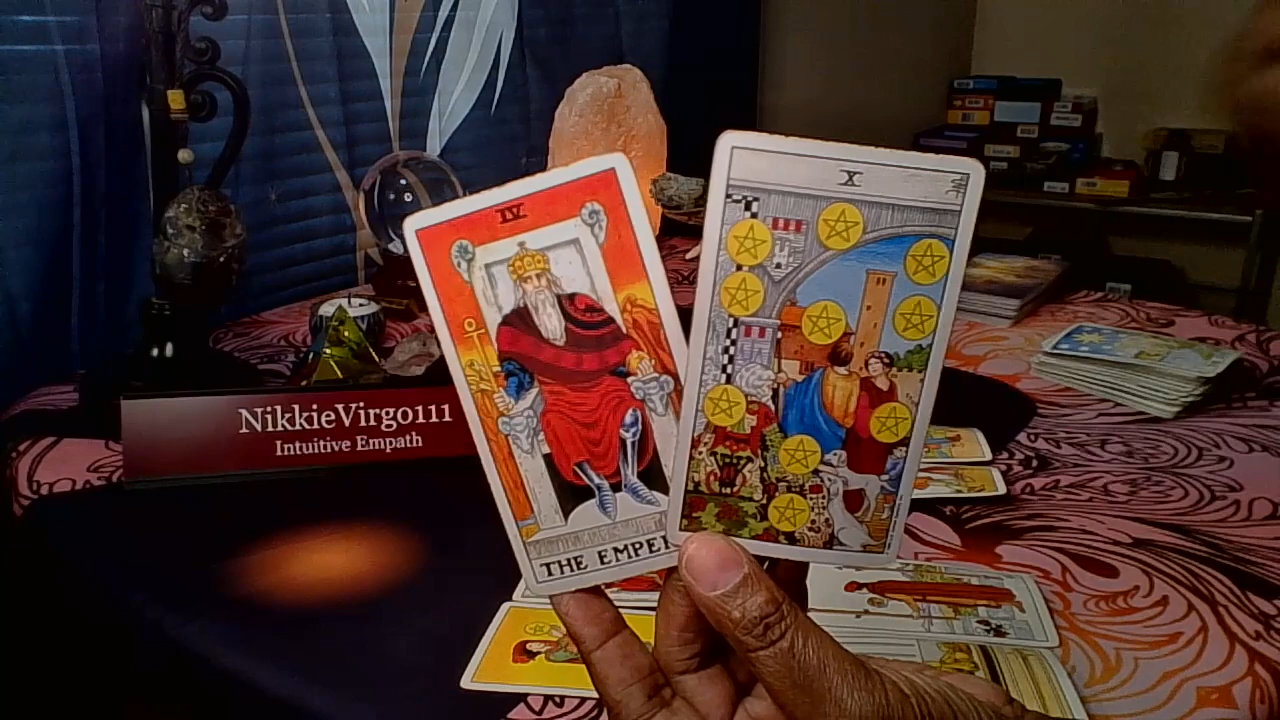 IV
X
NikkieVirgo111
Intuitive Empath
THE EMPE